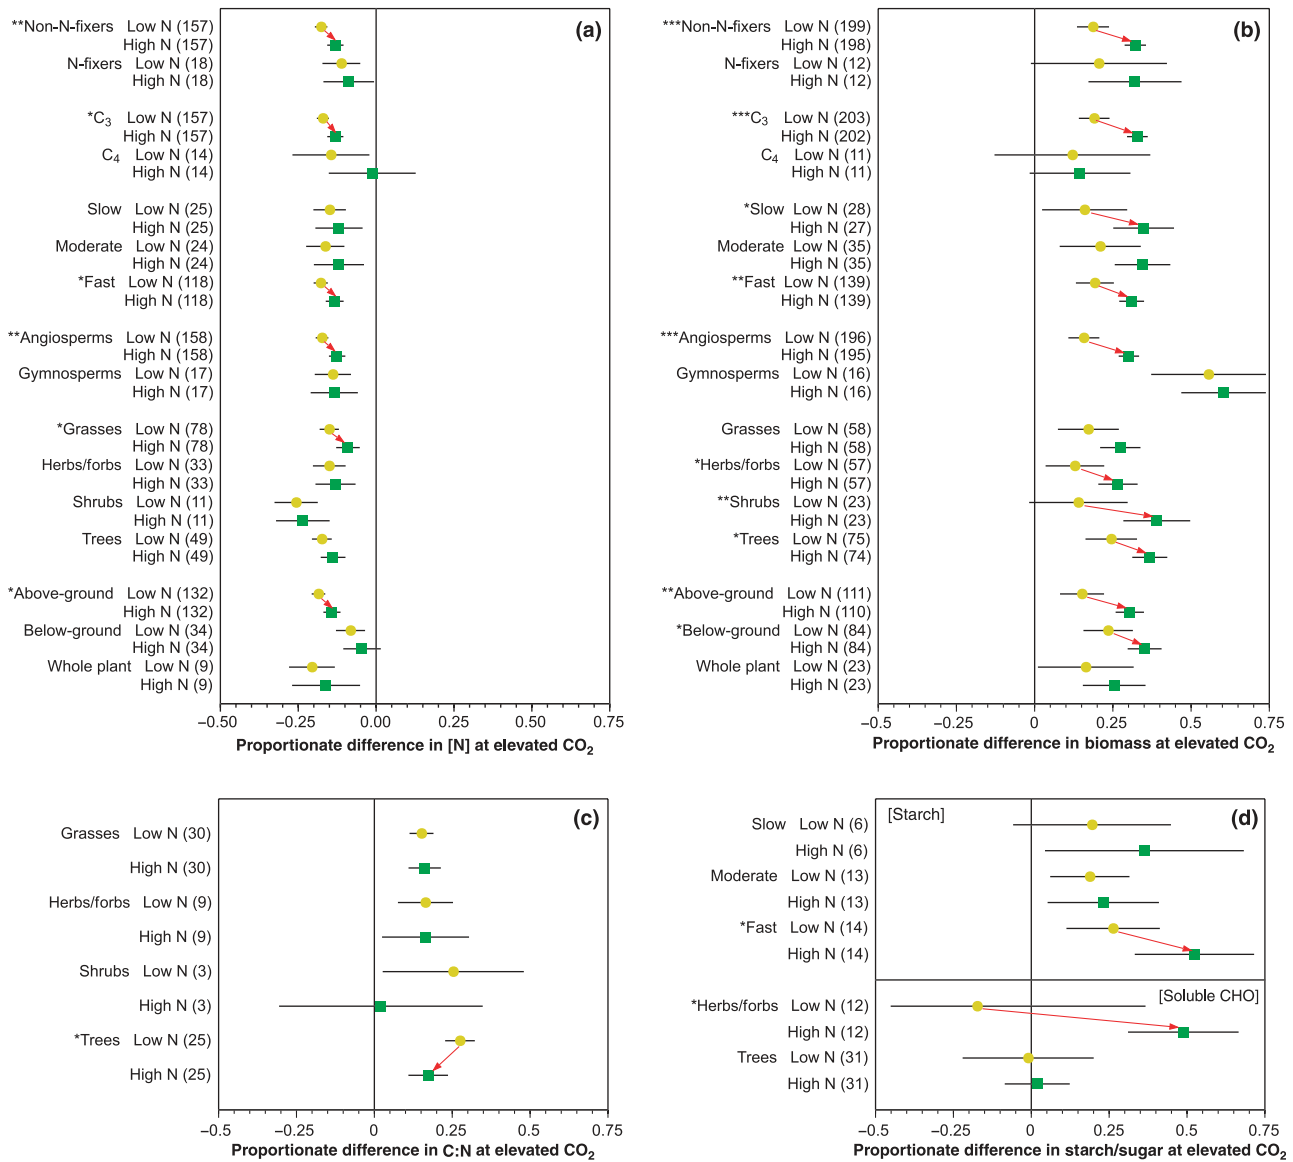 (a)
**Non-N-fixers Low N (157)
High N (157)
N-fixers Low N (18)
High N (18)
*C₃ Low N (157)
High N (157)
C₄ Low N (14)
High N (14)
Slow Low N (25)
High N (25)
Moderate Low N (24)
High N (24)
*Fast Low N (118)
High N (118)
**Angiosperms Low N (158)
High N (158)
Gymnosperms Low N (17)
High N (17)
*Grasses Low N (78)
High N (78)
Herbs/forbs Low N (33)
High N (33)
Shrubs Low N (11)
High N (11)
Trees Low N (49)
High N (49)
*Above-ground Low N (132)
High N (132)
Below-ground Low N (34)
High N (34)
Whole plant Low N (9)
High N (9)
−0.50 −0.25 0.00 0.25 0.50 0.75
Proportionate difference in [N] at elevated CO₂
(b)
***Non-N-fixers Low N (199)
High N (198)
N-fixers Low N (12)
High N (12)
***C₃ Low N (203)
High N (202)
C₄ Low N (11)
High N (11)
*Slow Low N (28)
High N (27)
Moderate Low N (35)
High N (35)
**Fast Low N (139)
High N (139)
***Angiosperms Low N (196)
High N (195)
Gymnosperms Low N (16)
High N (16)
Grasses Low N (58)
High N (58)
*Herbs/forbs Low N (57)
High N (57)
**Shrubs Low N (23)
High N (23)
*Trees Low N (75)
High N (74)
**Above-ground Low N (111)
High N (110)
*Below-ground Low N (84)
High N (84)
Whole plant Low N (23)
High N (23)
−0.5 −0.25 0 0.25 0.5 0.75
Proportionate difference in biomass at elevated CO₂
(c)
Grasses Low N (30)
High N (30)
Herbs/forbs Low N (9)
High N (9)
Shrubs Low N (3)
High N (3)
*Trees Low N (25)
High N (25)
−0.5 −0.25 0 0.25 0.5 0.75
Proportionate difference in C:N at elevated CO₂
[Starch] (d)
Slow Low N (6)
High N (6)
Moderate Low N (13)
High N (13)
*Fast Low N (14)
High N (14)
[Soluble CHO]
*Herbs/forbs Low N (12)
High N (12)
Trees Low N (31)
High N (31)
−0.5 −0.25 0 0.25 0.5 0.75
Proportionate difference in starch/sugar at elevated CO₂